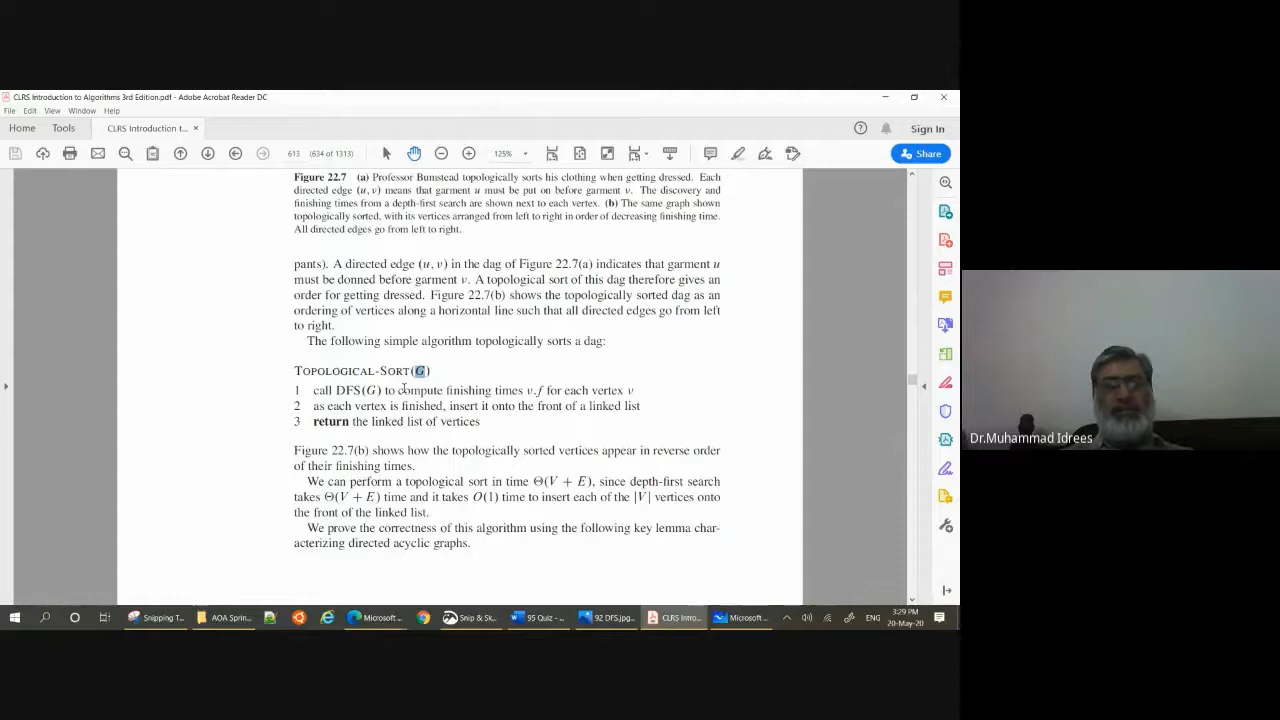 CLRS Introduction to Algorithms 3rd Edition.pdf - Adobe Acrobat Reader DC
File Edit View Window Help
Home Tools CLRS Introduction t... × Sign In
613 (634 of 1313) 125% Share
Figure 22.7 (a) Professor Bumstead topologically sorts his clothing when getting dressed. Each
directed edge (u, v) means that garment u must be put on before garment v. The discovery and
finishing times from a depth-first search are shown next to each vertex. (b) The same graph shown
topologically sorted, with its vertices arranged from left to right in order of decreasing finishing time.
All directed edges go from left to right.
pants). A directed edge (u, v) in the dag of Figure 22.7(a) indicates that garment u
must be donned before garment v. A topological sort of this dag therefore gives an
order for getting dressed. Figure 22.7(b) shows the topologically sorted dag as an
ordering of vertices along a horizontal line such that all directed edges go from left
to right.
The following simple algorithm topologically sorts a dag:
TOPOLOGICAL-SORT(G)
1 call DFS(G) to compute finishing times v.f for each vertex v
2 as each vertex is finished, insert it onto the front of a linked list
3 return the linked list of vertices
Figure 22.7(b) shows how the topologically sorted vertices appear in reverse order
of their finishing times.
We can perform a topological sort in time Θ(V + E), since depth-first search
takes Θ(V + E) time and it takes O(1) time to insert each of the |V| vertices onto
the front of the linked list.
We prove the correctness of this algorithm using the following key lemma char-
acterizing directed acyclic graphs.
Dr.Muhammad Idrees
Snipping T... AOA Sprin... Microsoft ... Snip & Sk... 95 Quiz - ... 92 DFS.jpg... CLRS Intro... Microsoft ... ENG 3:29 PM
20-May-20